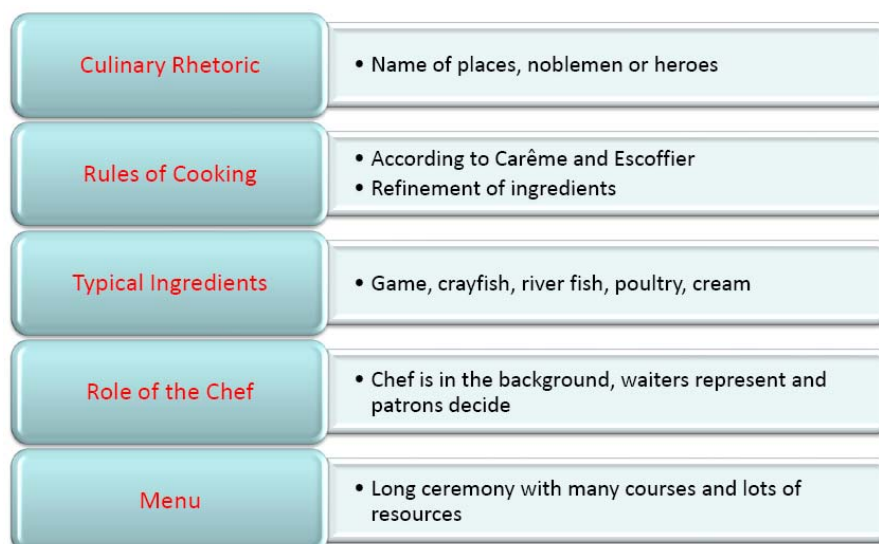 Culinary Rhetoric
• Name of places, noblemen or heroes
Rules of Cooking
• According to Carême and Escoffier
• Refinement of ingredients
Typical Ingredients
• Game, crayfish, river fish, poultry, cream
Role of the Chef
• Chef is in the background, waiters represent and
patrons decide
Menu
• Long ceremony with many courses and lots of
resources